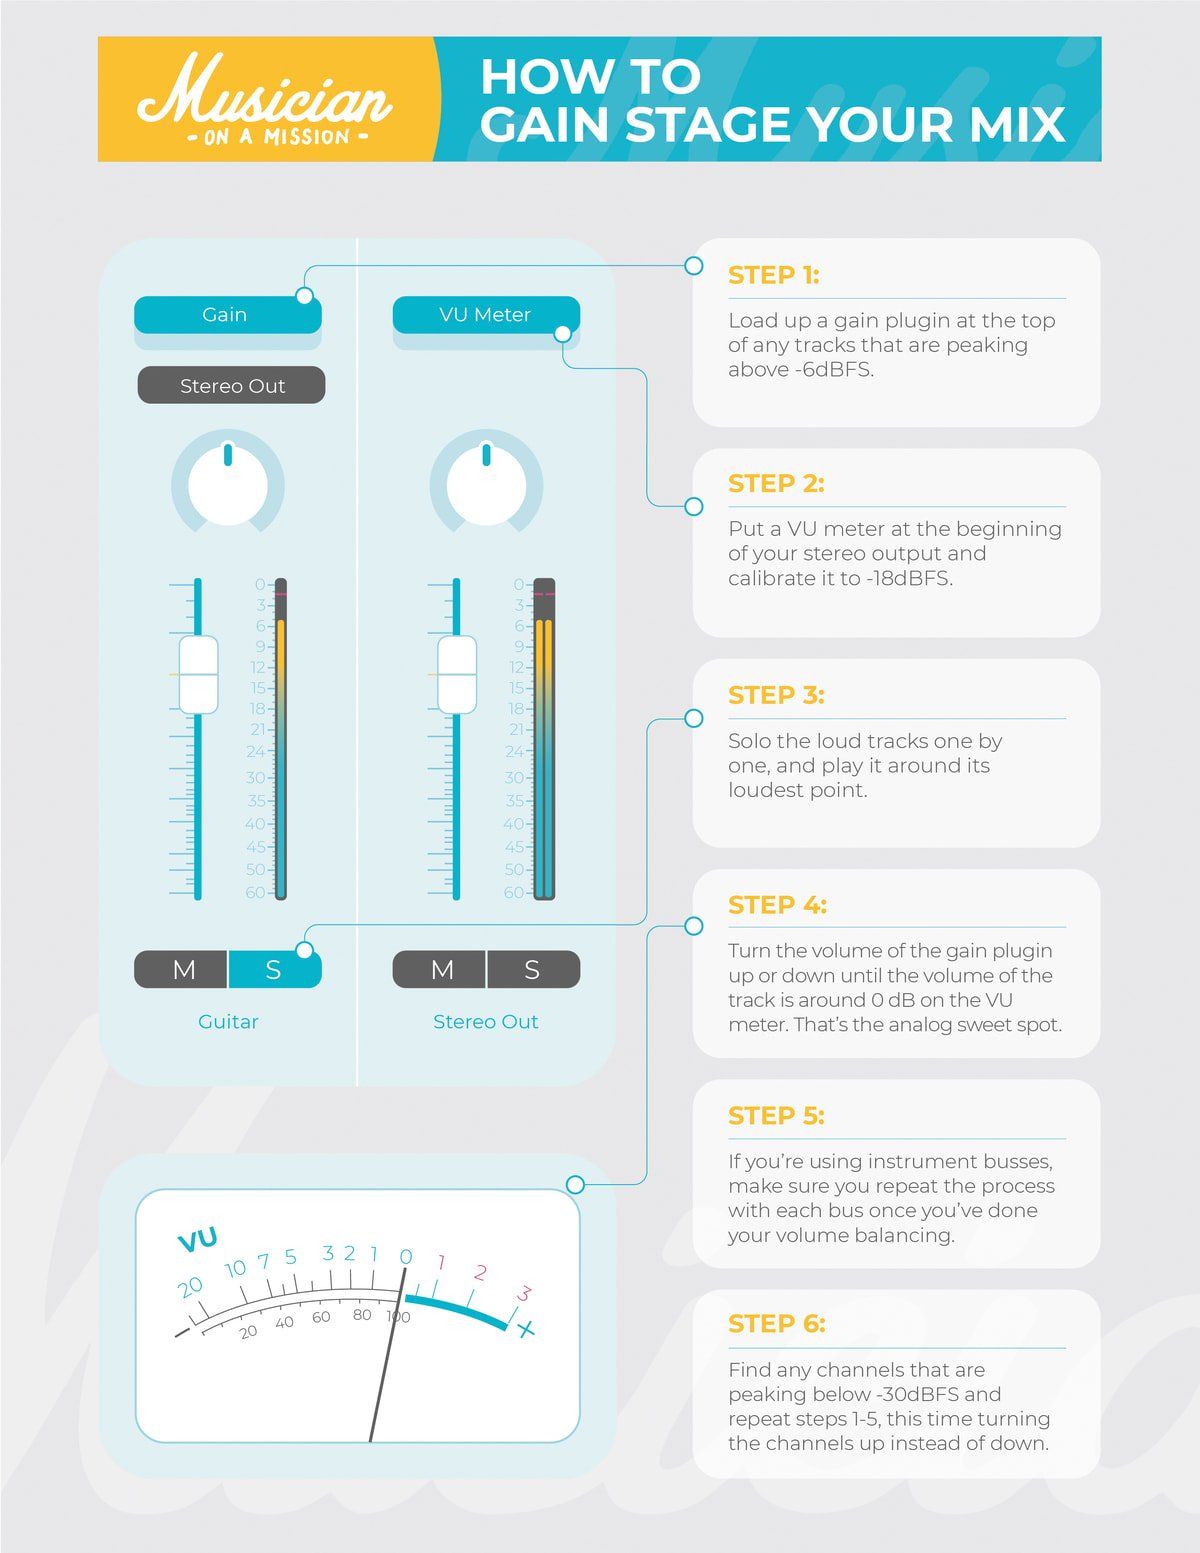 Musician
- ON A MISSION -
HOW TO
GAIN STAGE YOUR MIX
Gain
Stereo Out
0
3
6
9
12
15
18
21
24
30
35
40
45
50
60
M S
Guitar
VU Meter
0
3
6
9
12
15
18
21
24
30
35
40
45
50
60
M S
Stereo Out
VU
20 10 7 5 3 2 1 0 1 2 3
− 20 40 60 80 100 +
STEP 1:
Load up a gain plugin at the top
of any tracks that are peaking
above -6dBFS.
STEP 2:
Put a VU meter at the beginning
of your stereo output and
calibrate it to -18dBFS.
STEP 3:
Solo the loud tracks one by
one, and play it around its
loudest point.
STEP 4:
Turn the volume of the gain plugin
up or down until the volume of the
track is around 0 dB on the VU
meter. That’s the analog sweet spot.
STEP 5:
If you’re using instrument busses,
make sure you repeat the process
with each bus once you’ve done
your volume balancing.
STEP 6:
Find any channels that are
peaking below -30dBFS and
repeat steps 1-5, this time turning
the channels up instead of down.